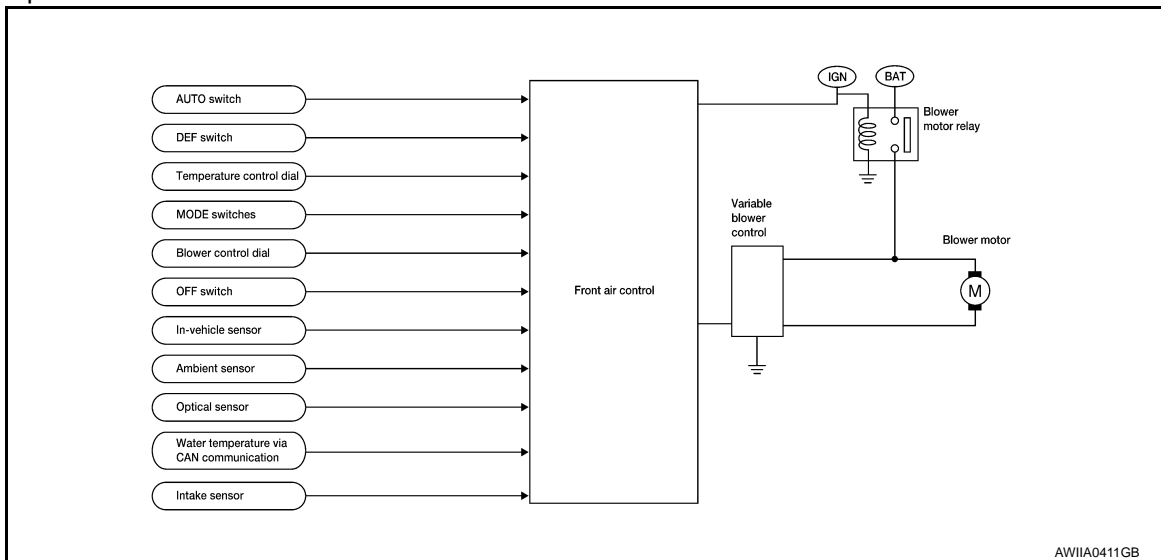 AUTO switch
DEF switch
Temperature control dial
MODE switches
Blower control dial
OFF switch
In-vehicle sensor
Ambient sensor
Optical sensor
Water temperature via
CAN communication
Intake sensor
Front air control
IGN
BAT
Blower
motor relay
Variable
blower
control
Blower motor
M
AWIIA0411GB